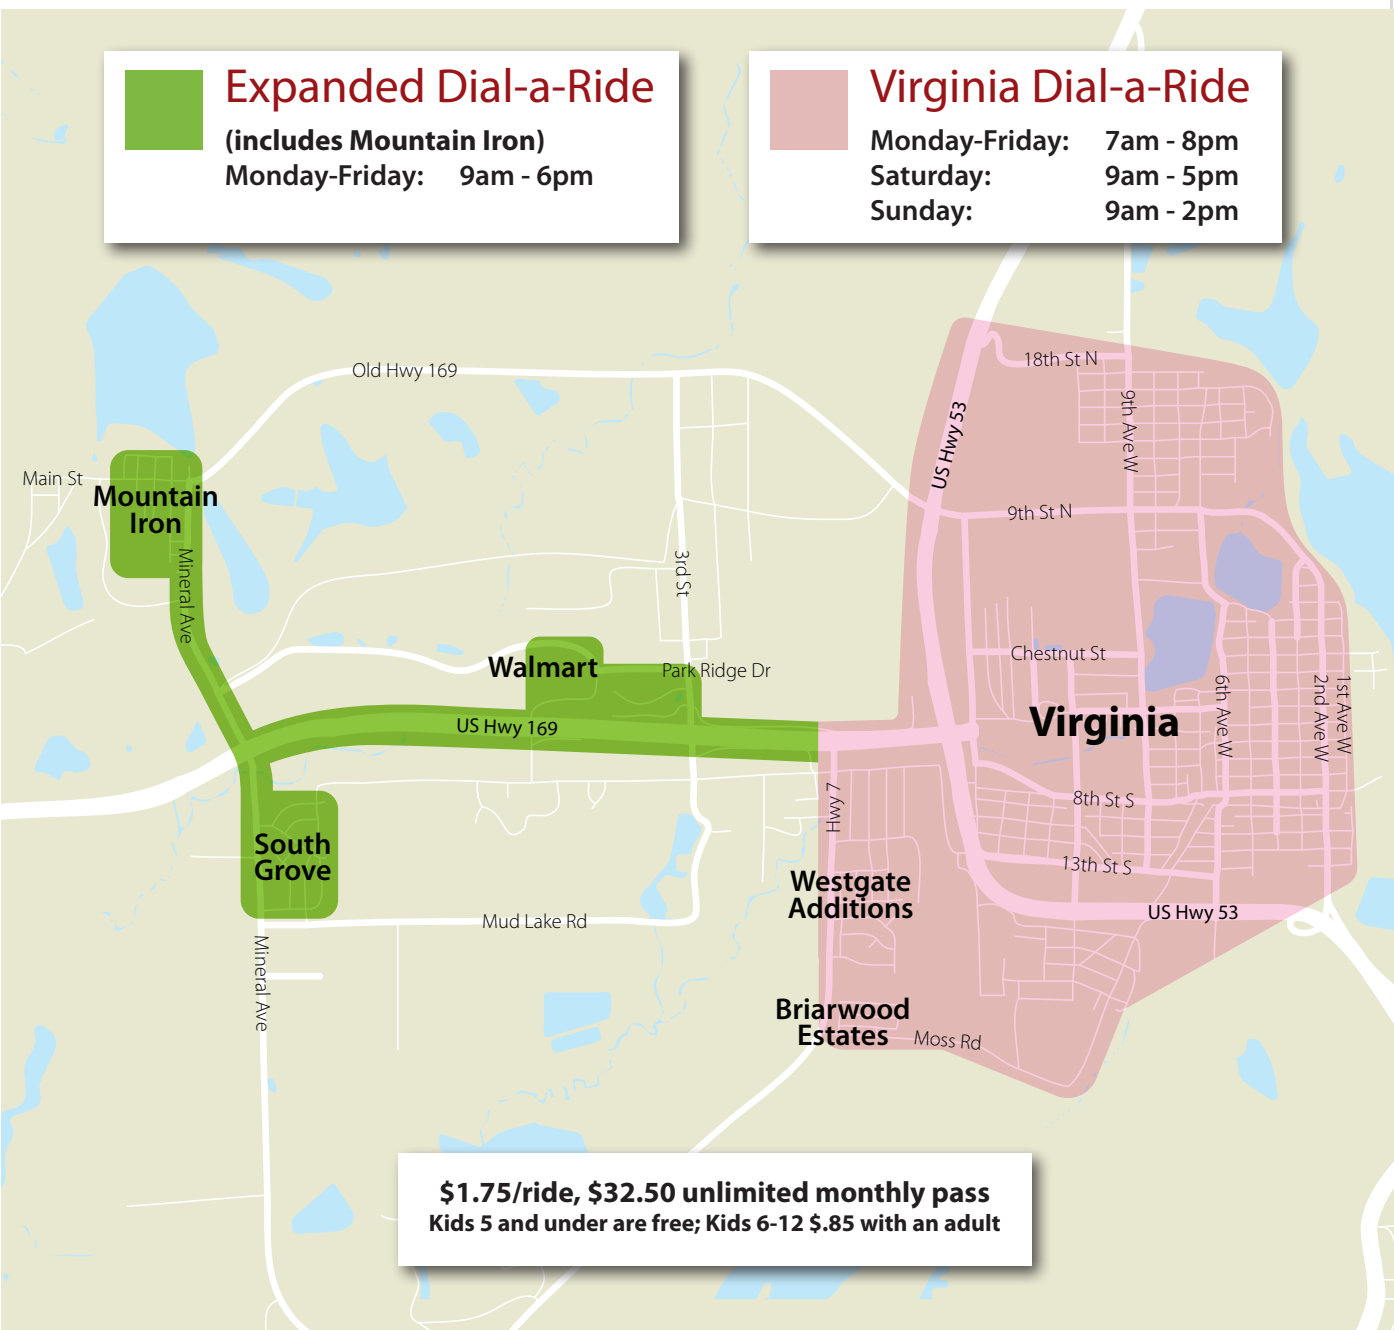 Expanded Dial-a-Ride
(includes Mountain Iron)
Monday-Friday: 9am - 6pm
Virginia Dial-a-Ride
Monday-Friday: 7am - 8pm
Saturday: 9am - 5pm
Sunday: 9am - 2pm
18th St N
Old Hwy 169
9th Ave W
US Hwy 53
Main St
Mountain
Iron
9th St N
Mineral Ave
3rd St
Chestnut St
Walmart
Park Ridge Dr
6th Ave W
2nd Ave W
1st Ave W
Virginia
US Hwy 169
Hwy 7
8th St S
South
Grove
13th St S
Westgate
Additions
US Hwy 53
Mud Lake Rd
Mineral Ave
Briarwood
Estates
Moss Rd
$1.75/ride, $32.50 unlimited monthly pass
Kids 5 and under are free; Kids 6-12 $.85 with an adult